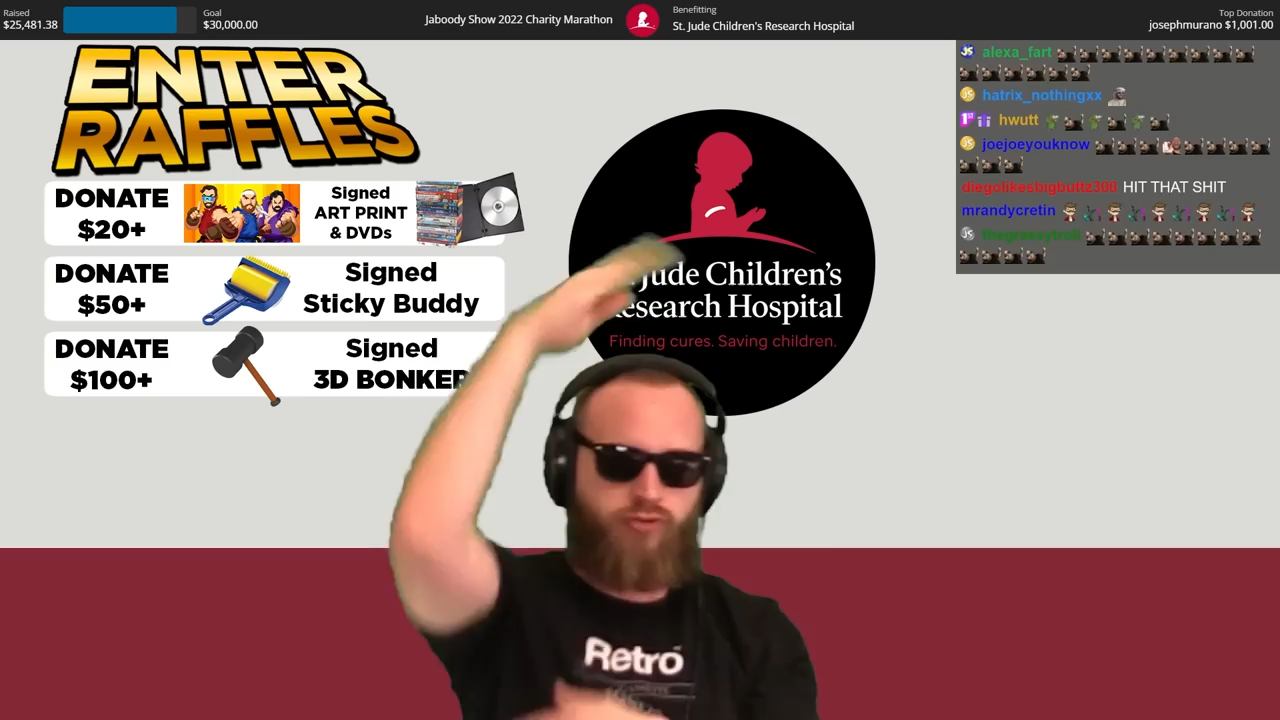 Raised
$25,481.38
Goal
$30,000.00
Jaboody Show 2022 Charity Marathon
Benefitting
St. Jude Children's Research Hospital
Top Donation
josephmurano $1,001.00
ENTER
RAFFLES
DONATE
$20+
Signed
ART PRINT
& DVDs
DONATE
$50+
Signed
Sticky Buddy
DONATE
$100+
Signed
3D BONKER
Jude Children's
Research Hospital
Finding cures. Saving children.
alexa_fart
hatrix_nothingxx
hwutt
joejoeyouknow
diegolikesbigbuttz300 HIT THAT SHIT
mrandycretin
thegrassytroll
Retro